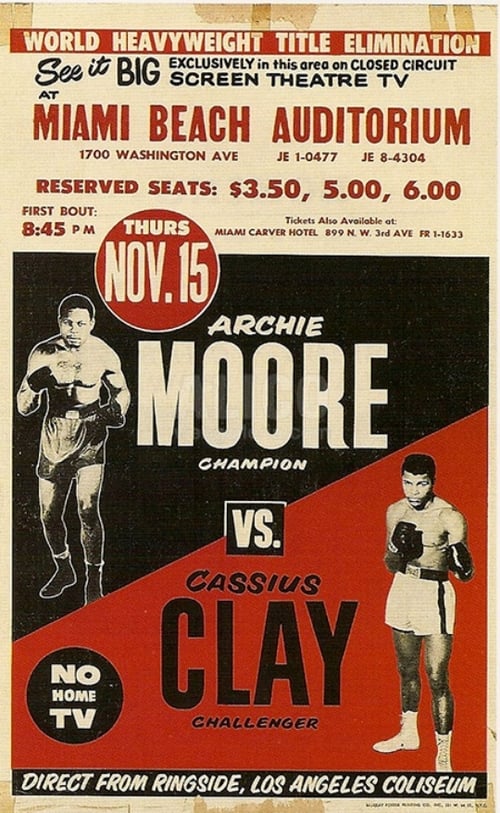 WORLD HEAVYWEIGHT TITLE ELIMINATION
See it BIG EXCLUSIVELY in this area on CLOSED CIRCUIT
SCREEN THEATRE TV
AT
MIAMI BEACH AUDITORIUM
1700 WASHINGTON AVE JE 1-0477 JE 8-4304
RESERVED SEATS: $3.50, 5.00, 6.00
FIRST BOUT:
8:45 PM
Tickets Also Available at:
MIAMI CARVER HOTEL 899 N. W. 3rd AVE FR 1-1633
THURS
NOV. 15
ARCHIE
MOORE
CHAMPION
VS.
CASSIUS
CLAY
CHALLENGER
NO
HOME
TV
DIRECT FROM RINGSIDE, LOS ANGELES COLISEUM